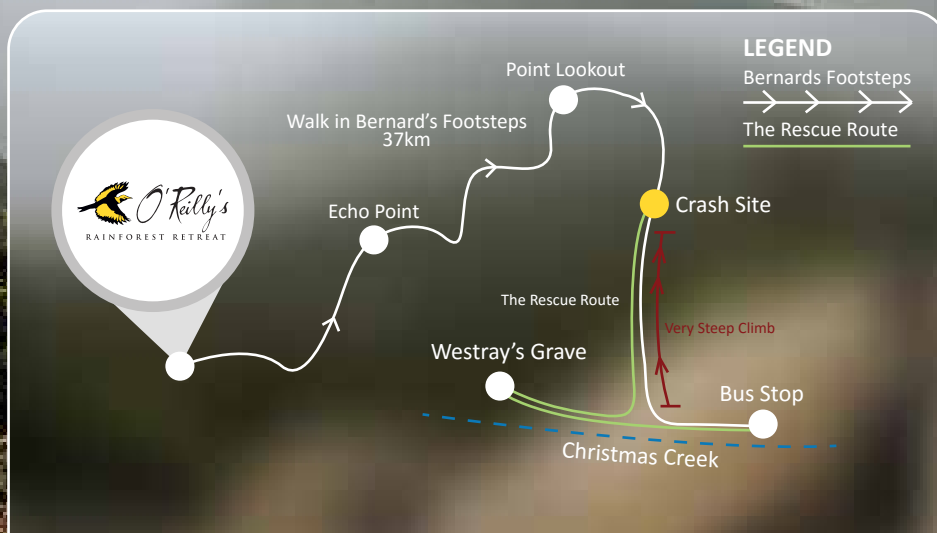 LEGEND
Bernards Footsteps
The Rescue Route
Point Lookout
Walk in Bernard's Footsteps
37km
O'Reilly's
RAINFOREST RETREAT
Echo Point
Crash Site
The Rescue Route
Very Steep Climb
Westray's Grave
Bus Stop
Christmas Creek